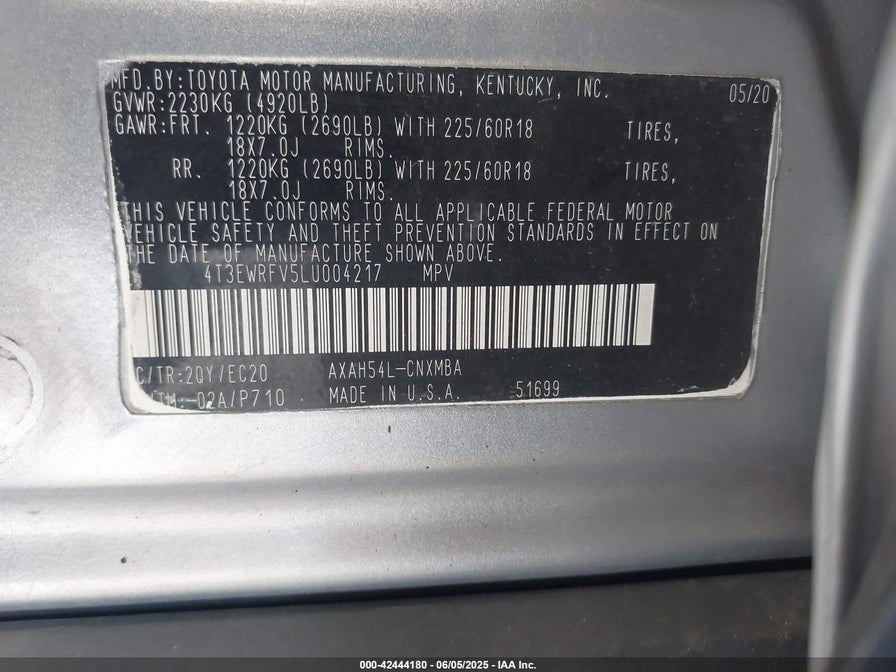 MFD.BY:TOYOTA MOTOR MANUFACTURING, KENTUCKY, INC. 05/20
GVWR:2230KG (4920LB)
GAWR:FRT. 1220KG (2690LB) WITH 225/60R18 TIRES,
18X7.0J RIMS.
RR. 1220KG (2690LB) WITH 225/60R18 TIRES,
18X7.0J RIMS.
THIS VEHICLE CONFORMS TO ALL APPLICABLE FEDERAL MOTOR
VEHICLE SAFETY AND THEFT PREVENTION STANDARDS IN EFFECT ON
THE DATE OF MANUFACTURE SHOWN ABOVE.
4T3EWRFV5LU004217 MPV
C/TR:2QY/EC20 AXAH54L-CNXMBA
-02A/P710 MADE IN U.S.A. 51699
000-42444180 - 06/05/2025 - IAA Inc.